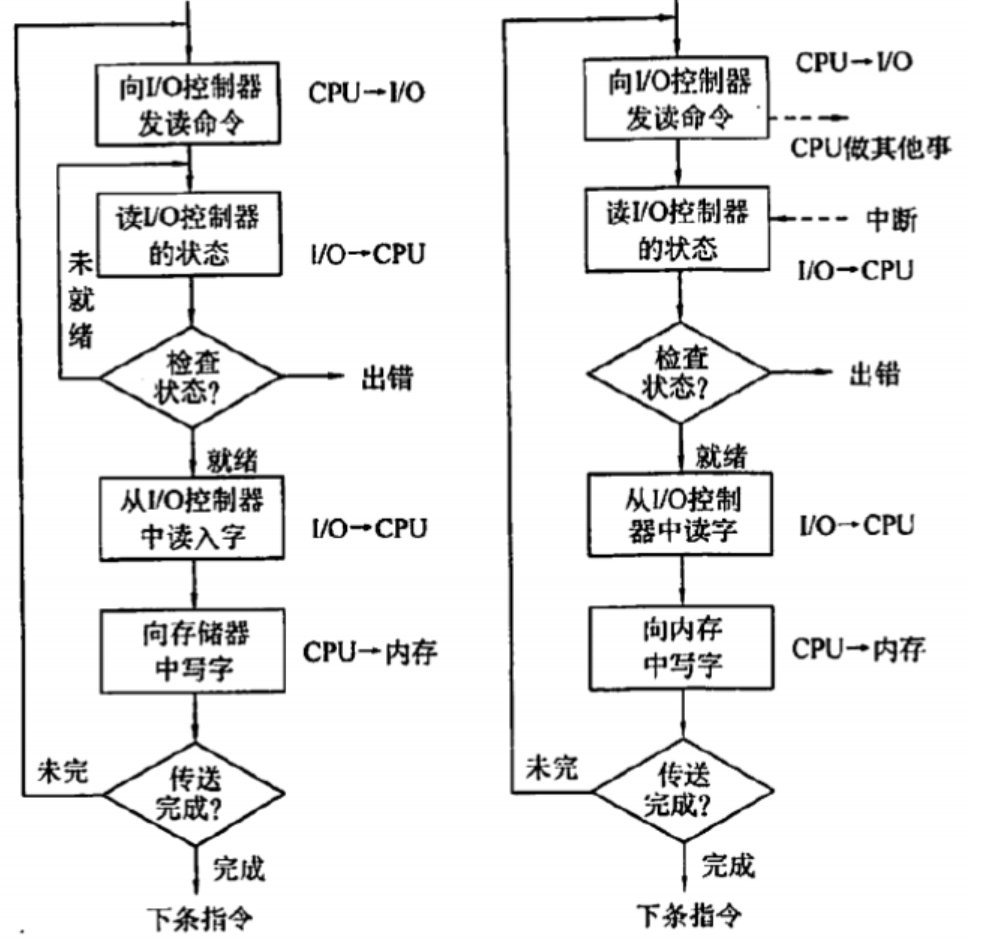 向I/O控制器
发读命令
CPU→I/O
读I/O控制器
的状态
I/O→CPU
未
就
绪
检查
状态?
出错
就绪
从I/O控制器
中读入字
I/O→CPU
向存储器
中写字
CPU→内存
未完
传送
完成?
完成
下条指令
向I/O控制器
发读命令
CPU→I/O
CPU做其他事
读I/O控制器
的状态
中断
I/O→CPU
检查
状态?
出错
就绪
从I/O控制
器中读字
I/O→CPU
向内存
中写字
CPU→内存
未完
传送
完成?
完成
下条指令